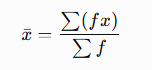 x̄ = ∑(fx) / ∑ f